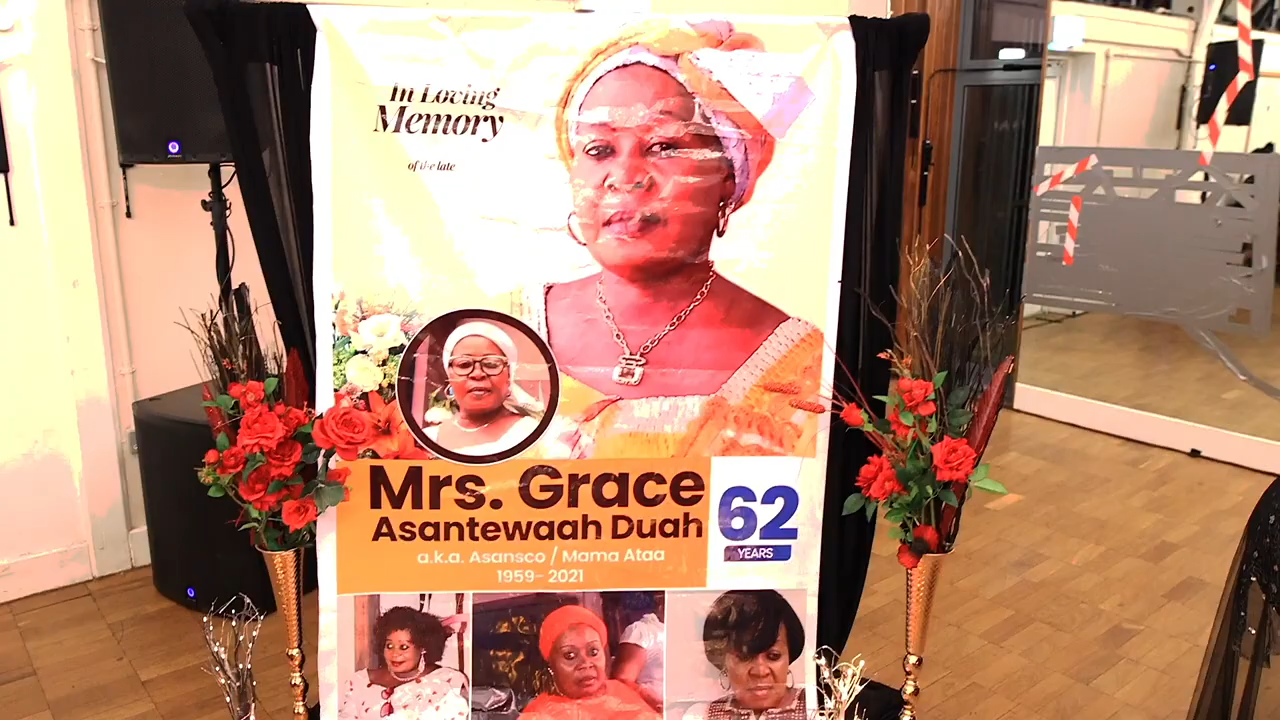 In Loving
Memory
of the late
Mrs. Grace
Asantewaah Duah
a.k.a. Asansco / Mama Ataa
1959- 2021
62
YEARS